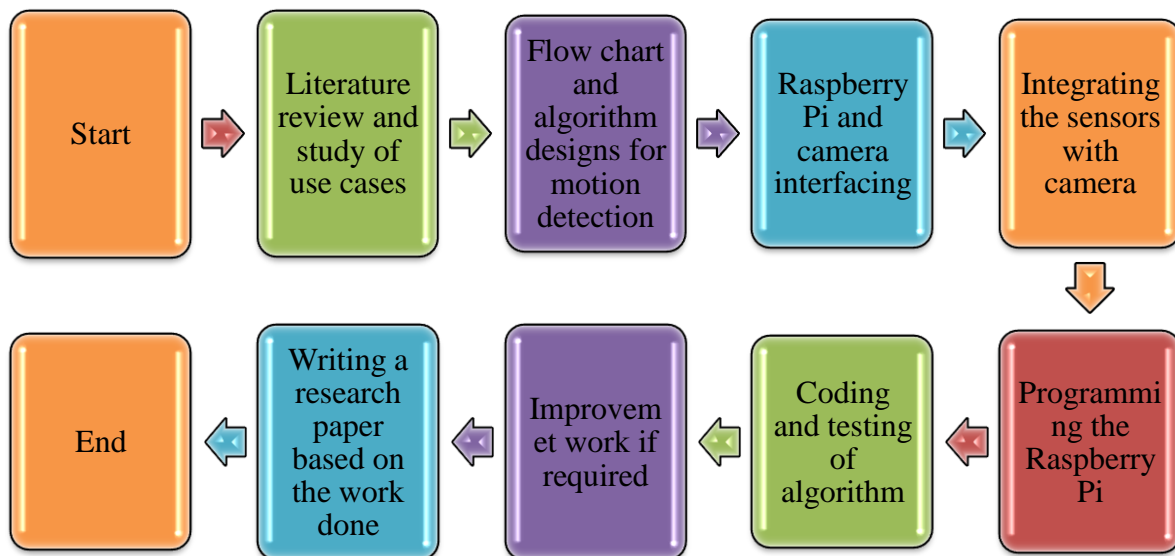 Start
Literature
review and
study of
use cases
Flow chart
and
algorithm
designs for
motion
detection
Raspberry
Pi and
camera
interfacing
Integrating
the sensors
with
camera
Programmi
ng the
Raspberry
Pi
Coding
and testing
of
algorithm
Improvem
et work if
required
Writing a
research
paper
based on
the work
done
End